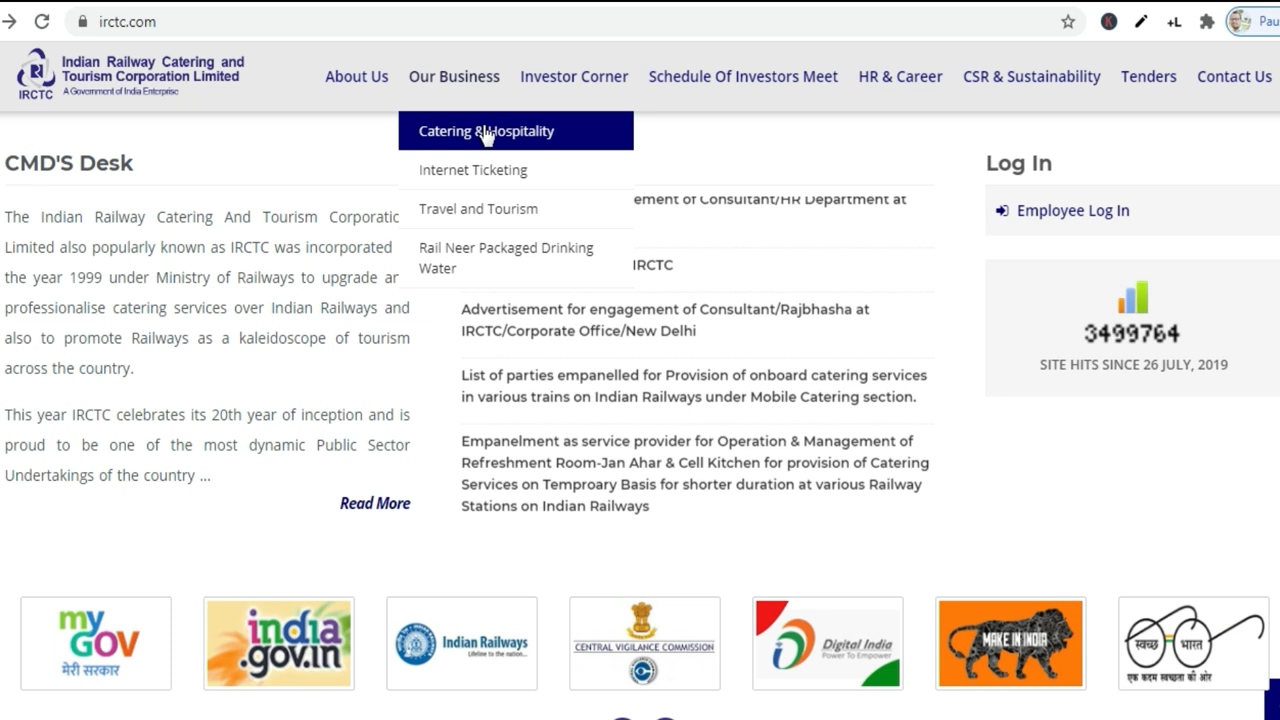 irctc.com
+L
Pau
Indian Railway Catering and
Tourism Corporation Limited
A Government of India Enterprise
IRCTC
About Us
Our Business
Investor Corner
Schedule Of Investors Meet
HR & Career
CSR & Sustainability
Tenders
Contact Us
Catering & Hospitality
Internet Ticketing
Travel and Tourism
Rail Neer Packaged Drinking
Water
CMD'S Desk
The Indian Railway Catering And Tourism Corporatic
Limited also popularly known as IRCTC was incorporated
the year 1999 under Ministry of Railways to upgrade an
professionalise catering services over Indian Railways and
also to promote Railways as a kaleidoscope of tourism
across the country.
This year IRCTC celebrates its 20th year of inception and is
proud to be one of the most dynamic Public Sector
Undertakings of the country ...
Read More
ement of Consultant/HR Department at
IRCTC
Advertisement for engagement of Consultant/Rajbhasha at
IRCTC/Corporate Office/New Delhi
List of parties empanelled for Provision of onboard catering services
in various trains on Indian Railways under Mobile Catering section.
Empanelment as service provider for Operation & Management of
Refreshment Room-Jan Ahar & Cell Kitchen for provision of Catering
Services on Temproary Basis for shorter duration at various Railway
Stations on Indian Railways
Log In
Employee Log In
3499764
SITE HITS SINCE 26 JULY, 2019
my
GOV
मेरी सरकार
india
.gov.in
Indian Railways
Lifeline to the nation...
CENTRAL VIGILANCE COMMISSION
Digital India
Power To Empower
MAKE IN INDIA
स्वच्छ भारत
एक कदम स्वच्छता की ओर